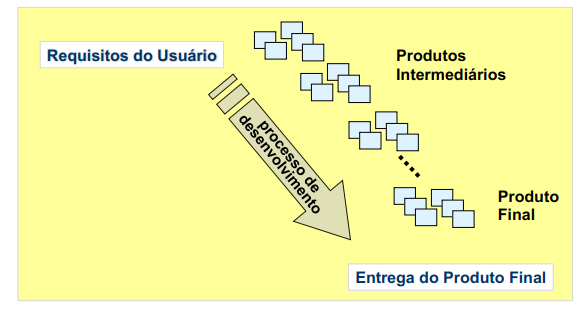 Requisitos do Usuário
Produtos
Intermediários
processo de
desenvolvimento
Produto
Final
Entrega do Produto Final